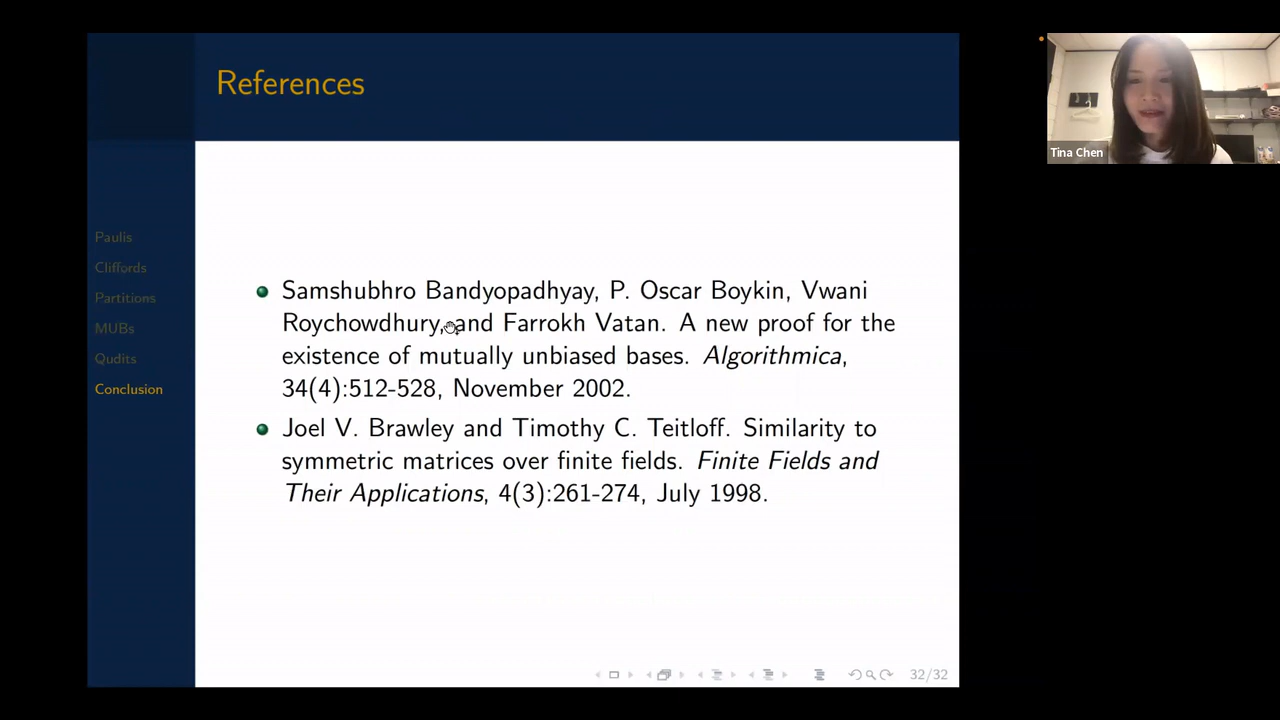 References
Paulis
Cliffords
Partitions
MUBs
Qudits
Conclusion
Samshubhro Bandyopadhyay, P. Oscar Boykin, Vwani
Roychowdhury, and Farrokh Vatan. A new proof for the
existence of mutually unbiased bases. Algorithmica,
34(4):512-528, November 2002.
Joel V. Brawley and Timothy C. Teitloff. Similarity to
symmetric matrices over finite fields. Finite Fields and
Their Applications, 4(3):261-274, July 1998.
32/32
Tina Chen